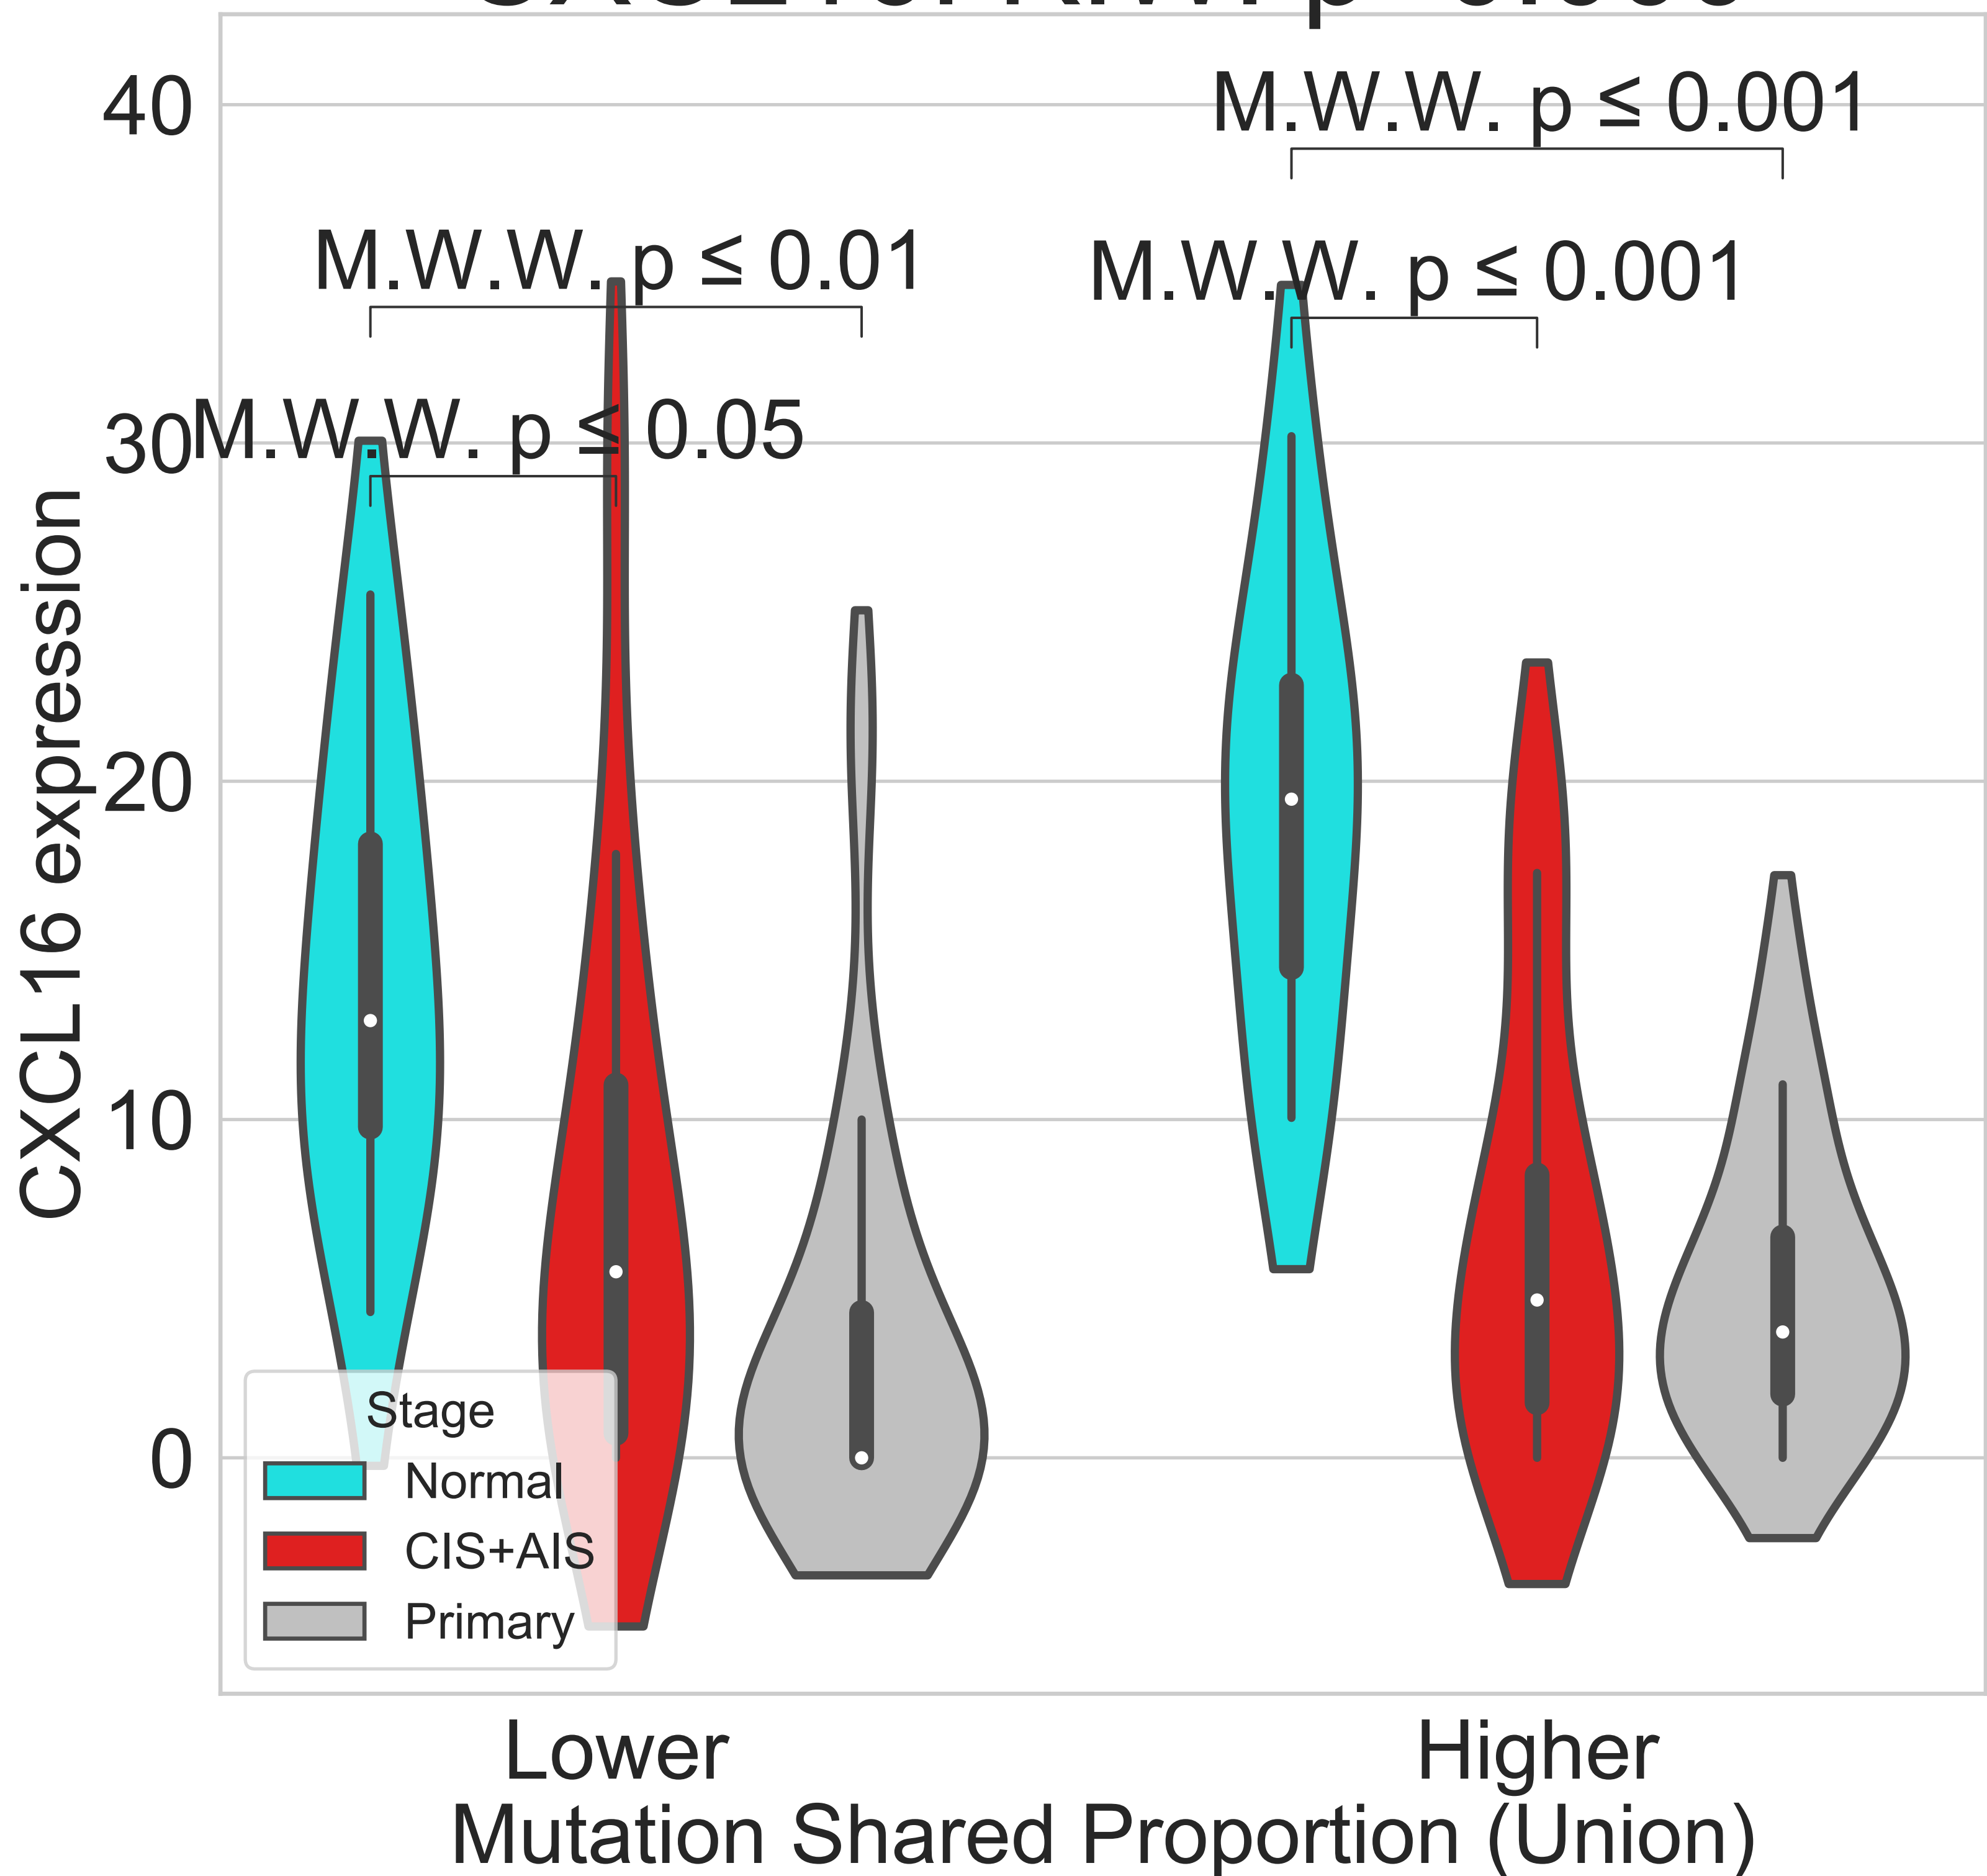 40
30
20
10
0
CXCL16 expression
M.W.W. p ≤ 0.001
M.W.W. p ≤ 0.01
M.W.W. p ≤ 0.001
M.W.W. p ≤ 0.05
Stage
Normal
CIS+AIS
Primary
Lower
Higher
Mutation Shared Proportion (Union)